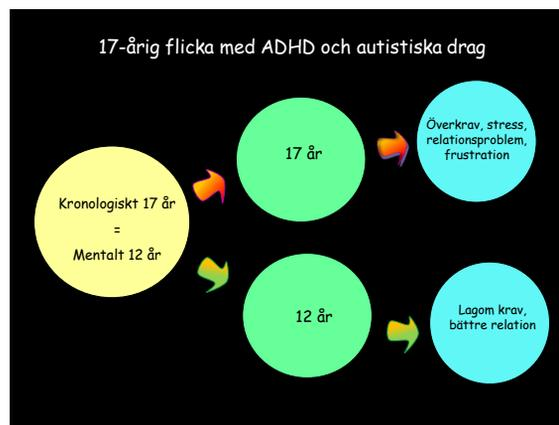 17-årig flicka med ADHD och autistiska drag
Kronologiskt 17 år
=
Mentalt 12 år
17 år
Överkrav, stress,
relationsproblem,
frustration
12 år
Lagom krav,
bättre relation